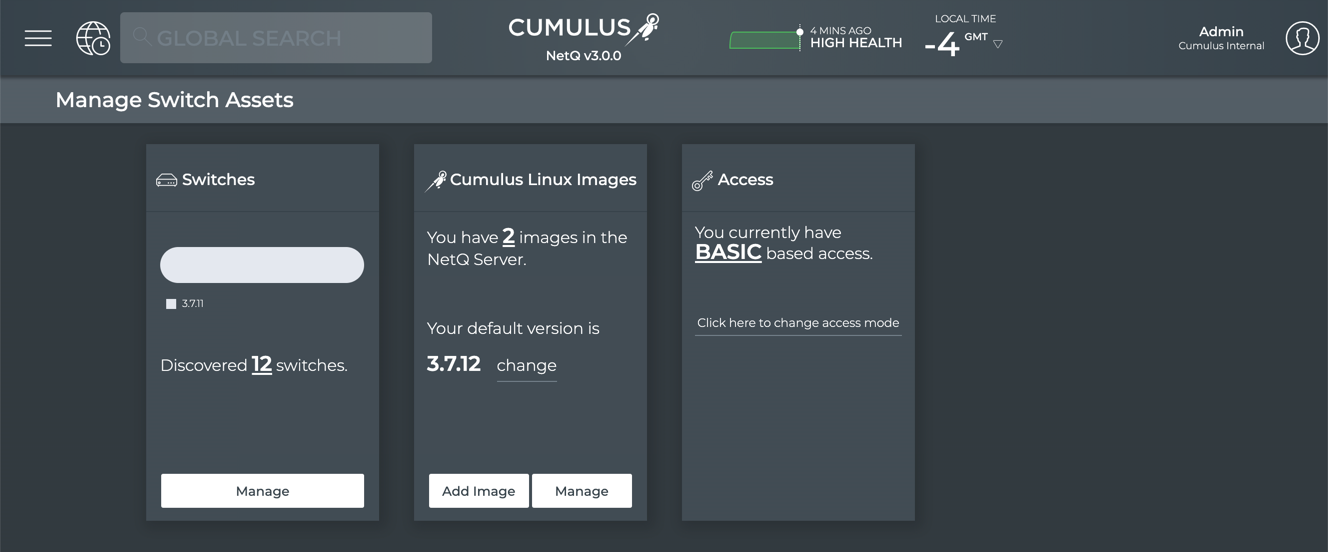 GLOBAL SEARCH
CUMULUS
NetQ v3.0.0
4 MINS AGO
HIGH HEALTH
LOCAL TIME
-4 GMT
Admin
Cumulus Internal
Manage Switch Assets
Switches
3.7.11
Discovered 12 switches.
Manage
Cumulus Linux Images
You have 2 images in the
NetQ Server.
Your default version is
3.7.12 change
Add Image
Manage
Access
You currently have
BASIC based access.
Click here to change access mode